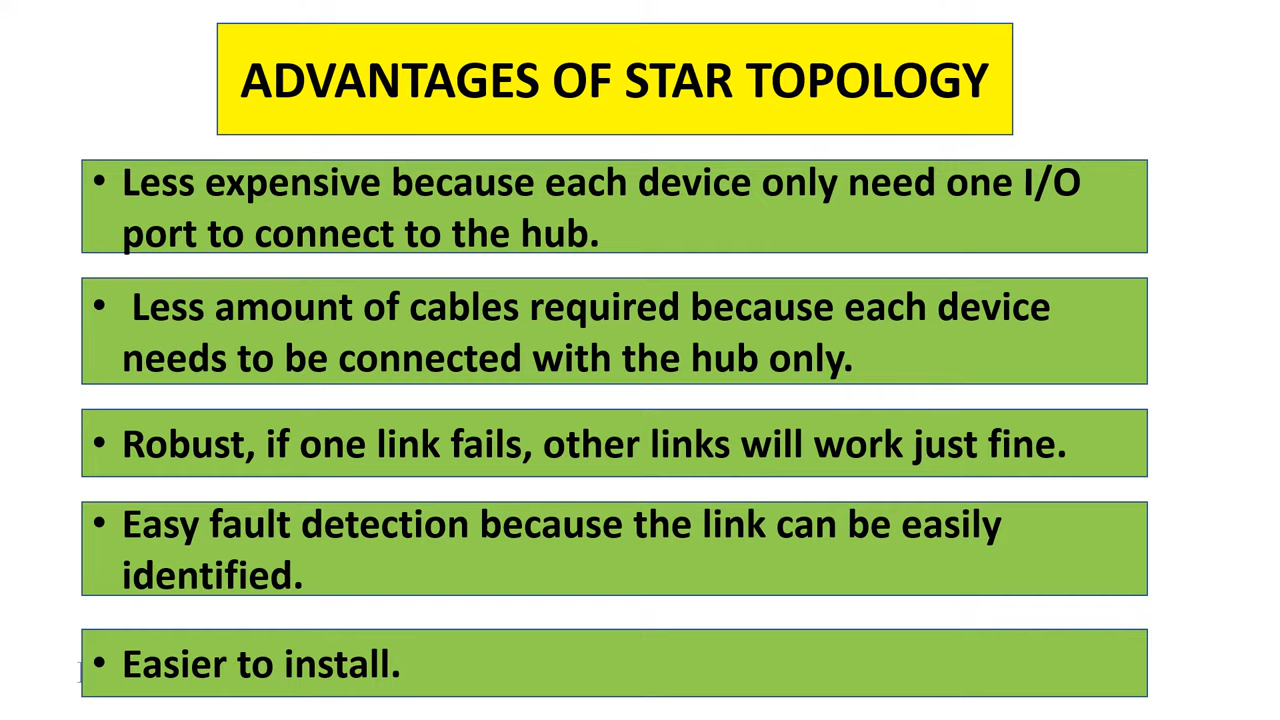 ADVANTAGES OF STAR TOPOLOGY
• Less expensive because each device only need one I/O
port to connect to the hub.
• Less amount of cables required because each device
needs to be connected with the hub only.
• Robust, if one link fails, other links will work just fine.
• Easy fault detection because the link can be easily
identified.
• Easier to install.